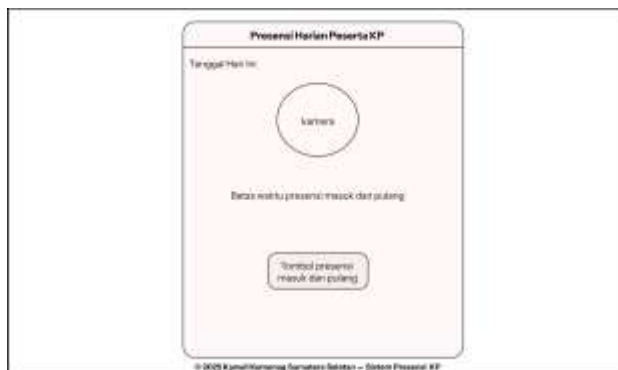 Presensi Harian Peserta KP
Tanggal Hari Ini:
kamera
Batas waktu presensi masuk dan pulang
Tombol presensi
masuk dan pulang
© 2025 Kanwil Kemenag Sumatera Selatan — Sistem Presensi KP